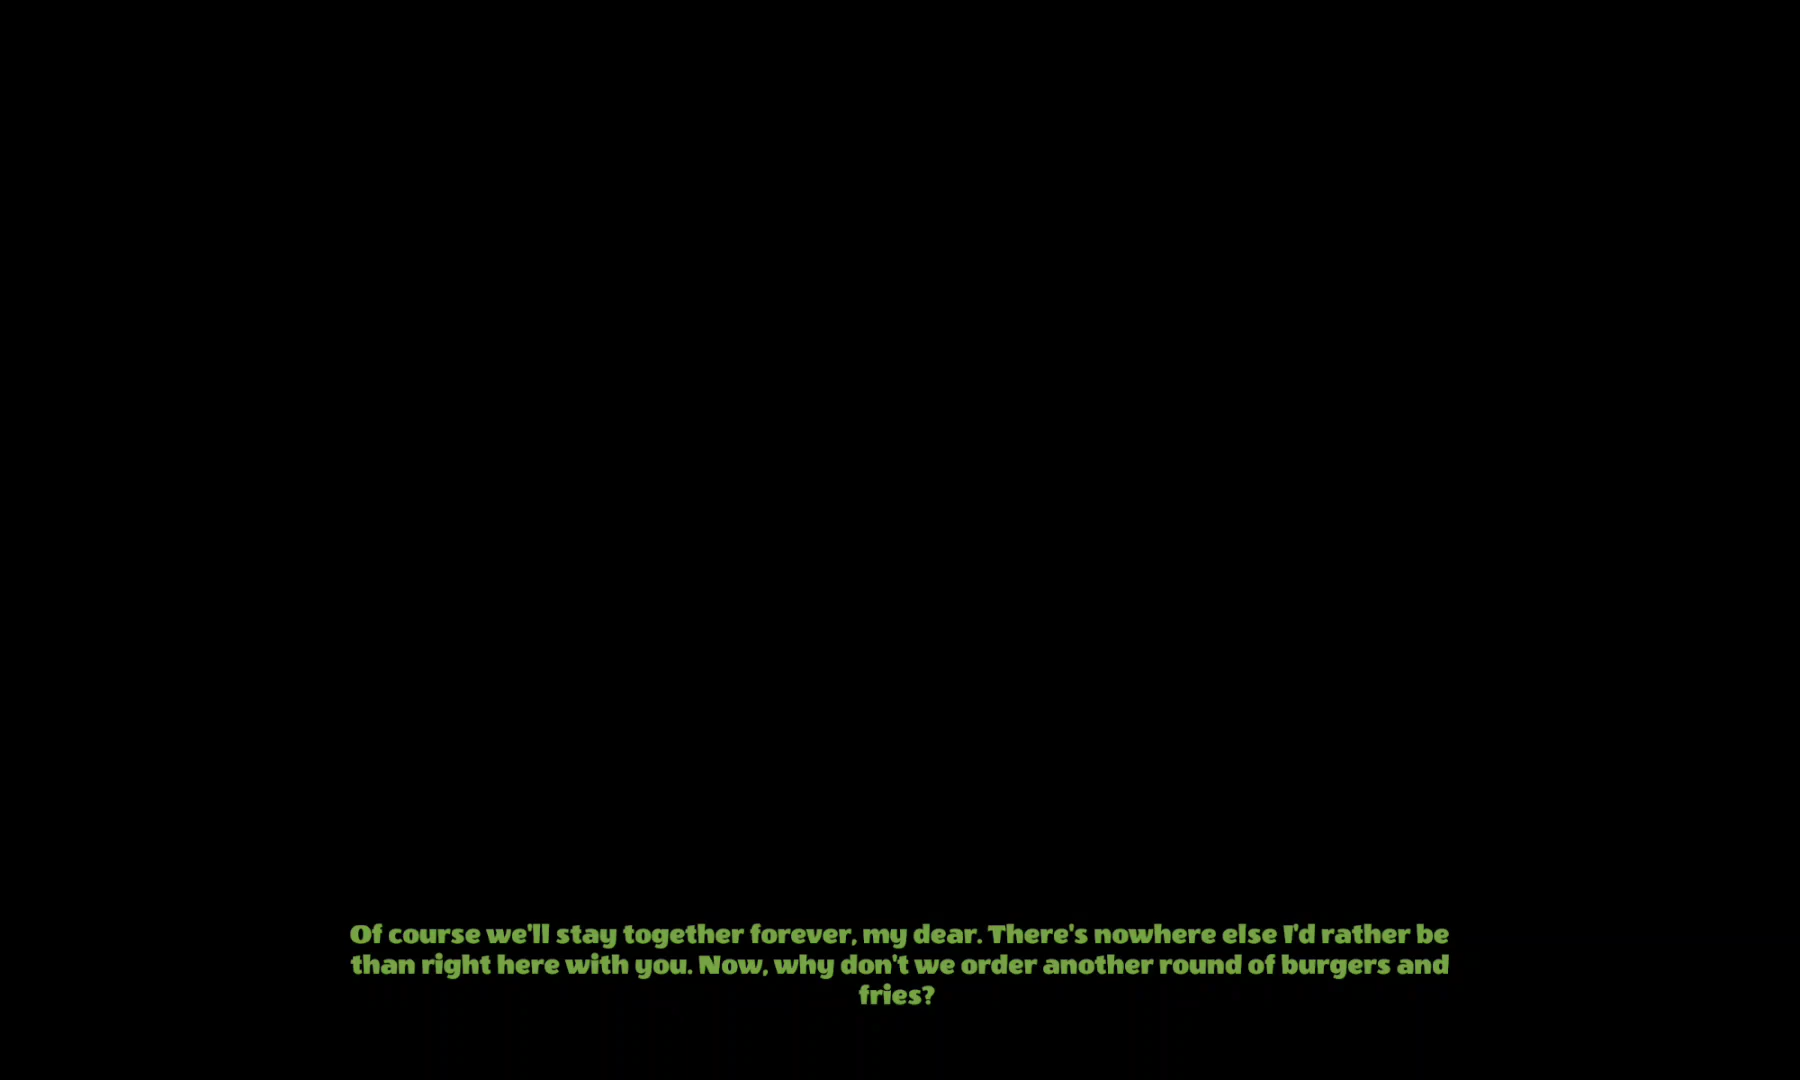 Of course we'll stay together forever, my dear. There's nowhere else I'd rather be
than right here with you. Now, why don't we order another round of burgers and
fries?